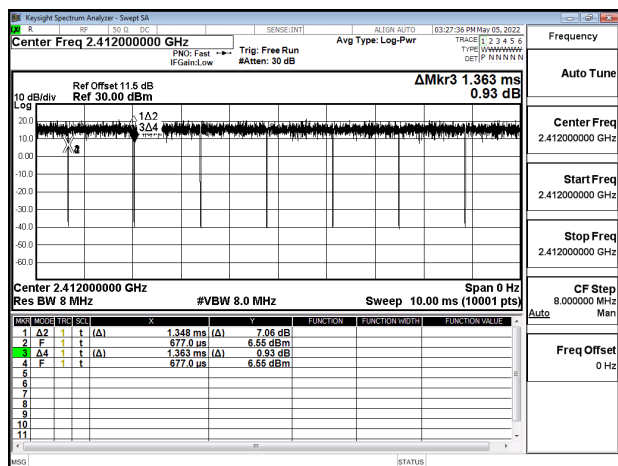 Keysight Spectrum Analyzer - Swept SA
R RF 50 Ω DC SENSE:INT ALIGN AUTO 03:27:36 PM May 05, 2022
Center Freq 2.412000000 GHz
PNO: Fast
IFGain:Low
Trig: Free Run
#Atten: 30 dB
Avg Type: Log-Pwr
TRACE 1 2 3 4 5 6
TYPE WWWWWW
DET P N N N N N
Frequency
Auto Tune
Center Freq
2.412000000 GHz
Start Freq
2.412000000 GHz
Stop Freq
2.412000000 GHz
CF Step
8.000000 MHz
Auto Man
Freq Offset
0 Hz
ΔMkr3 1.363 ms
0.93 dB
Ref Offset 11.5 dB
10 dB/div Ref 30.00 dBm
Log
20.0
10.0
0.00
-10.0
-20.0
-30.0
-40.0
-50.0
-60.0
1Δ2
3Δ4
Center 2.412000000 GHz Span 0 Hz
Res BW 8 MHz #VBW 8.0 MHz Sweep 10.00 ms (10001 pts)
MKR MODE TRC SCL X Y FUNCTION FUNCTION WIDTH FUNCTION VALUE
1 Δ2 1 t (Δ) 1.348 ms (Δ) 7.06 dB
2 F 1 t 677.0 µs 6.55 dBm
3 Δ4 1 t (Δ) 1.363 ms (Δ) 0.93 dB
4 F 1 t 677.0 µs 6.55 dBm
5
6
7
8
9
10
11
MSG STATUS